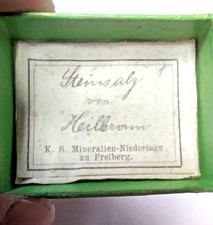 Steinsalz 1
von
Heilbronn
K. S. Mineralien-Niederlage
zu Freiberg.